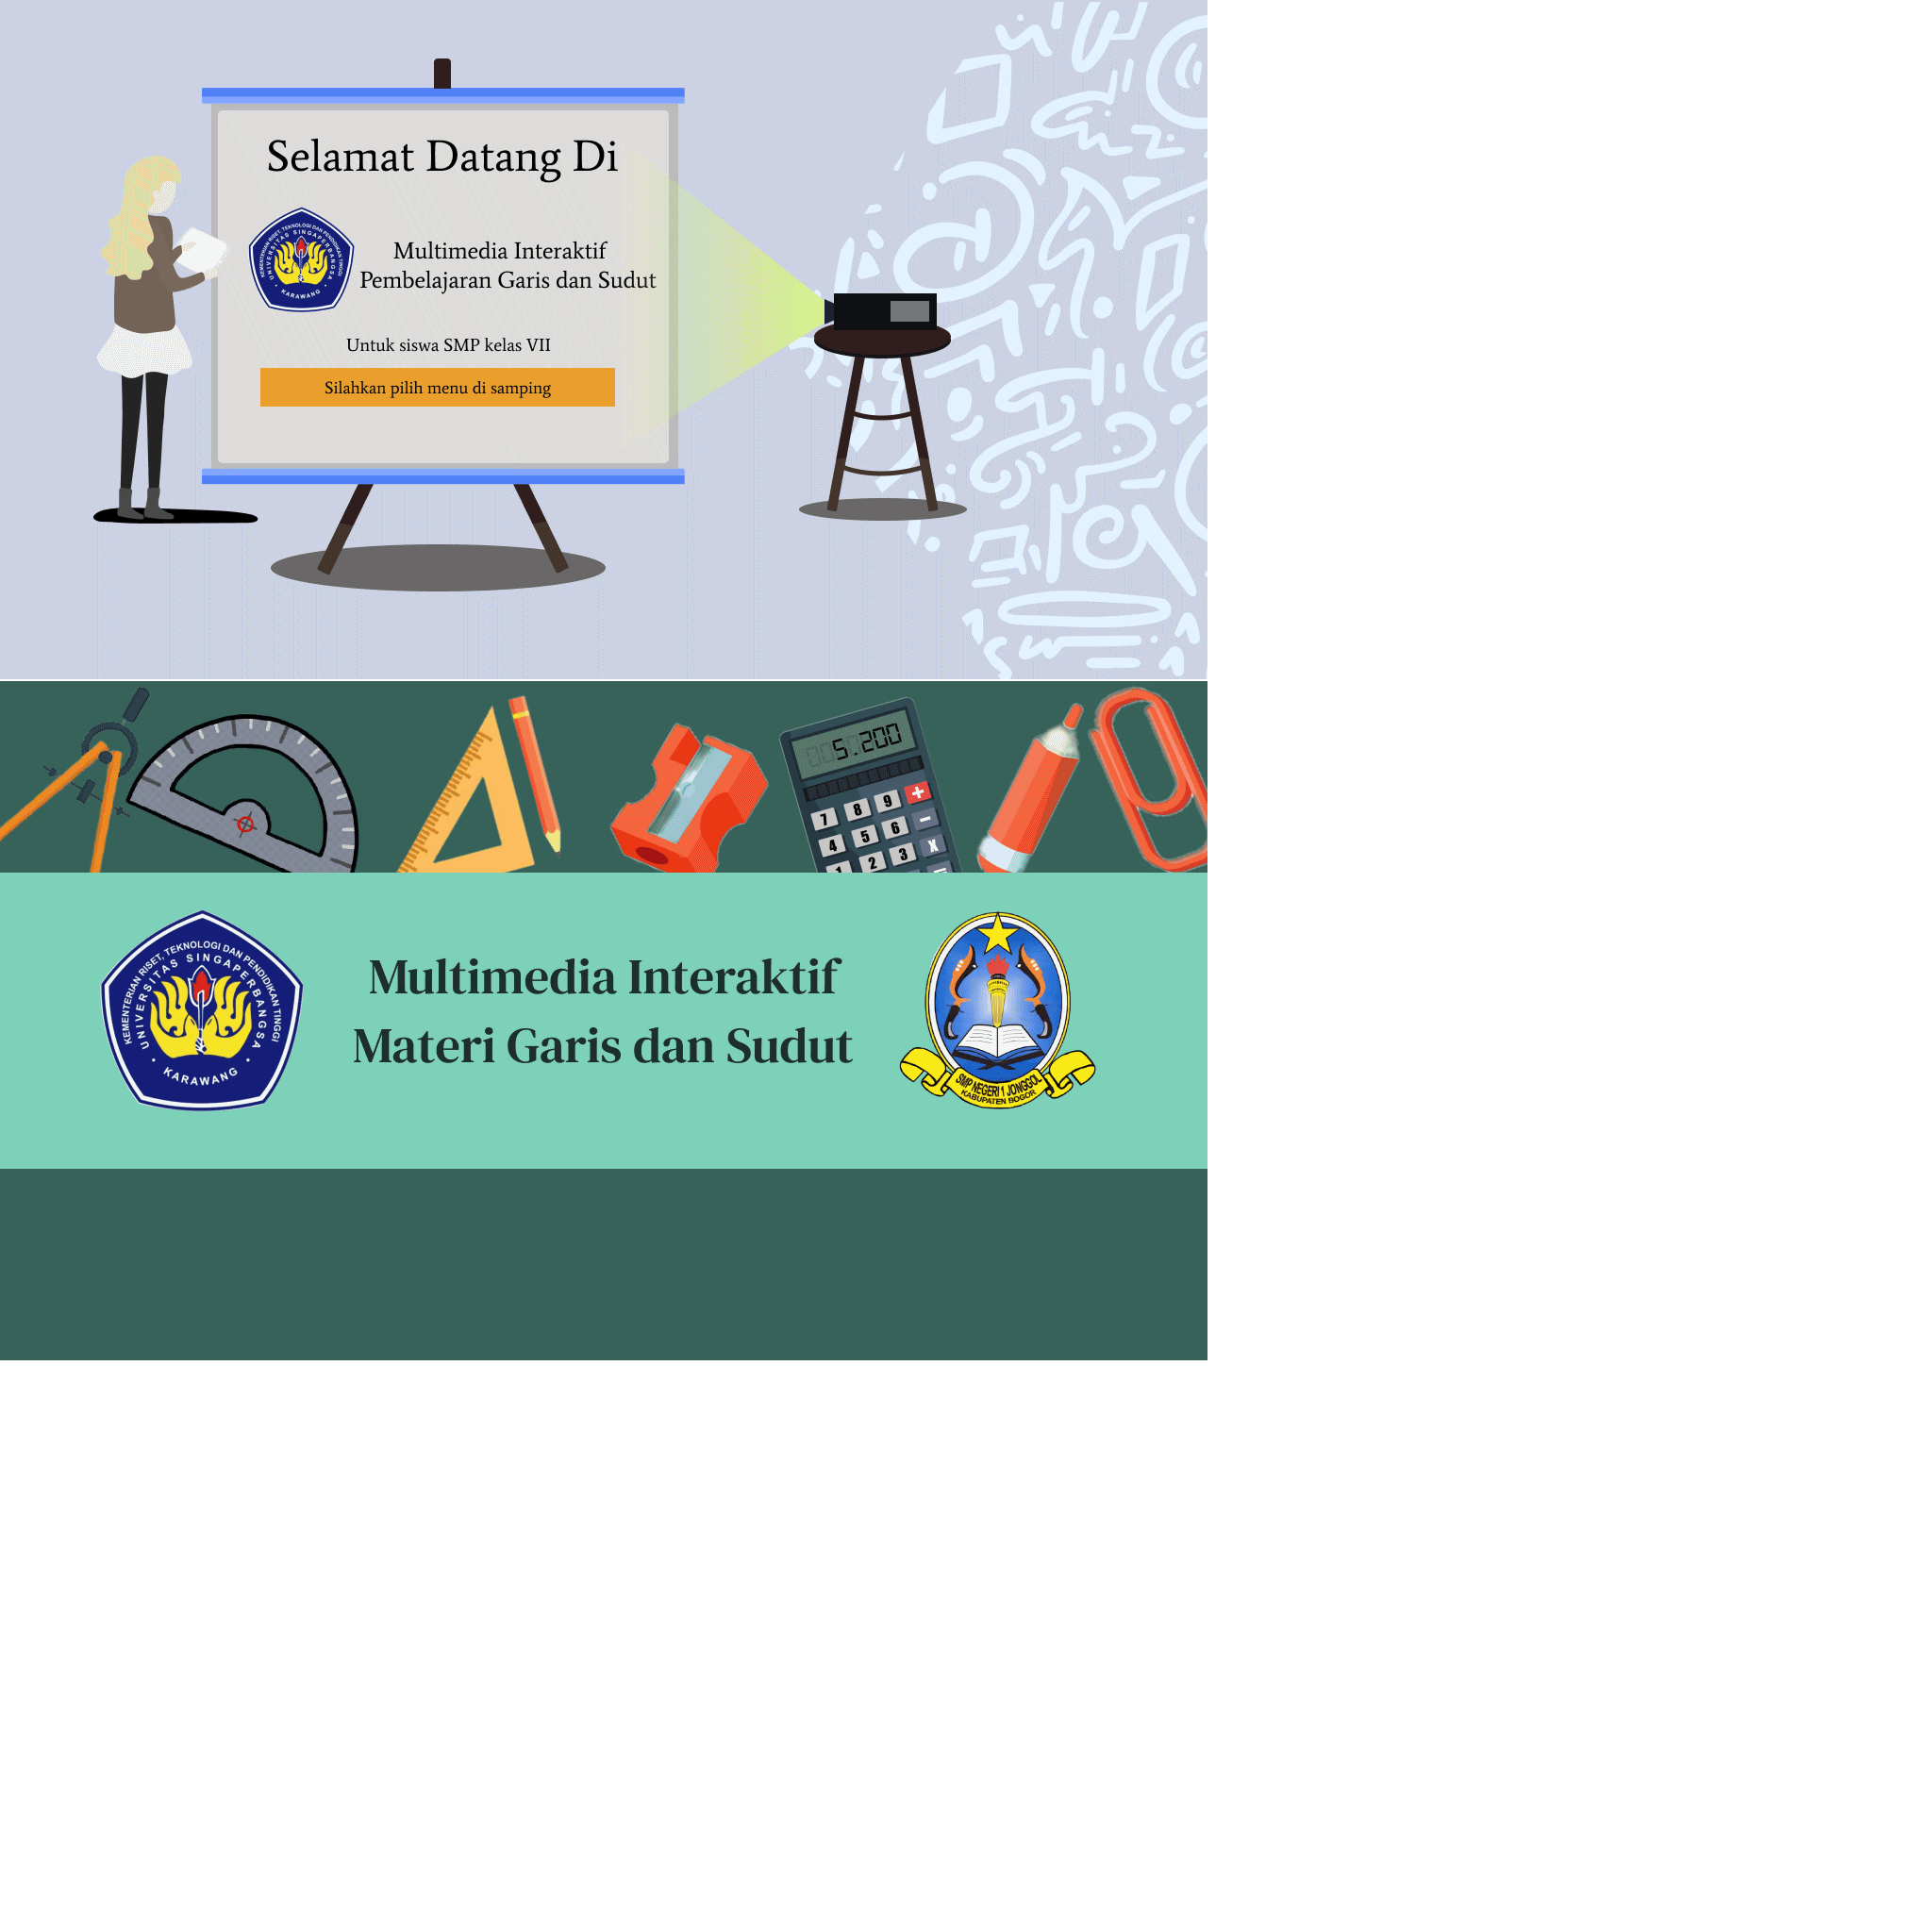 Selamat Datang Di
KEMENTERIAN RISET, TEKNOLOGI DAN PENDIDIKAN TINGGI
UNIVERSITAS SINGAPERBANGSA
KARAWANG
Multimedia Interaktif
Pembelajaran Garis dan Sudut
Untuk siswa SMP kelas VII
Silahkan pilih menu di samping
5.200
7 8 9 +
4 5 6 -
1 2 3 x
KEMENTERIAN RISET, TEKNOLOGI DAN PENDIDIKAN TINGGI
UNIVERSITAS SINGAPERBANGSA
KARAWANG
Multimedia Interaktif
Materi Garis dan Sudut
SMP NEGERI 1 JONGGOL
KABUPATEN BOGOR